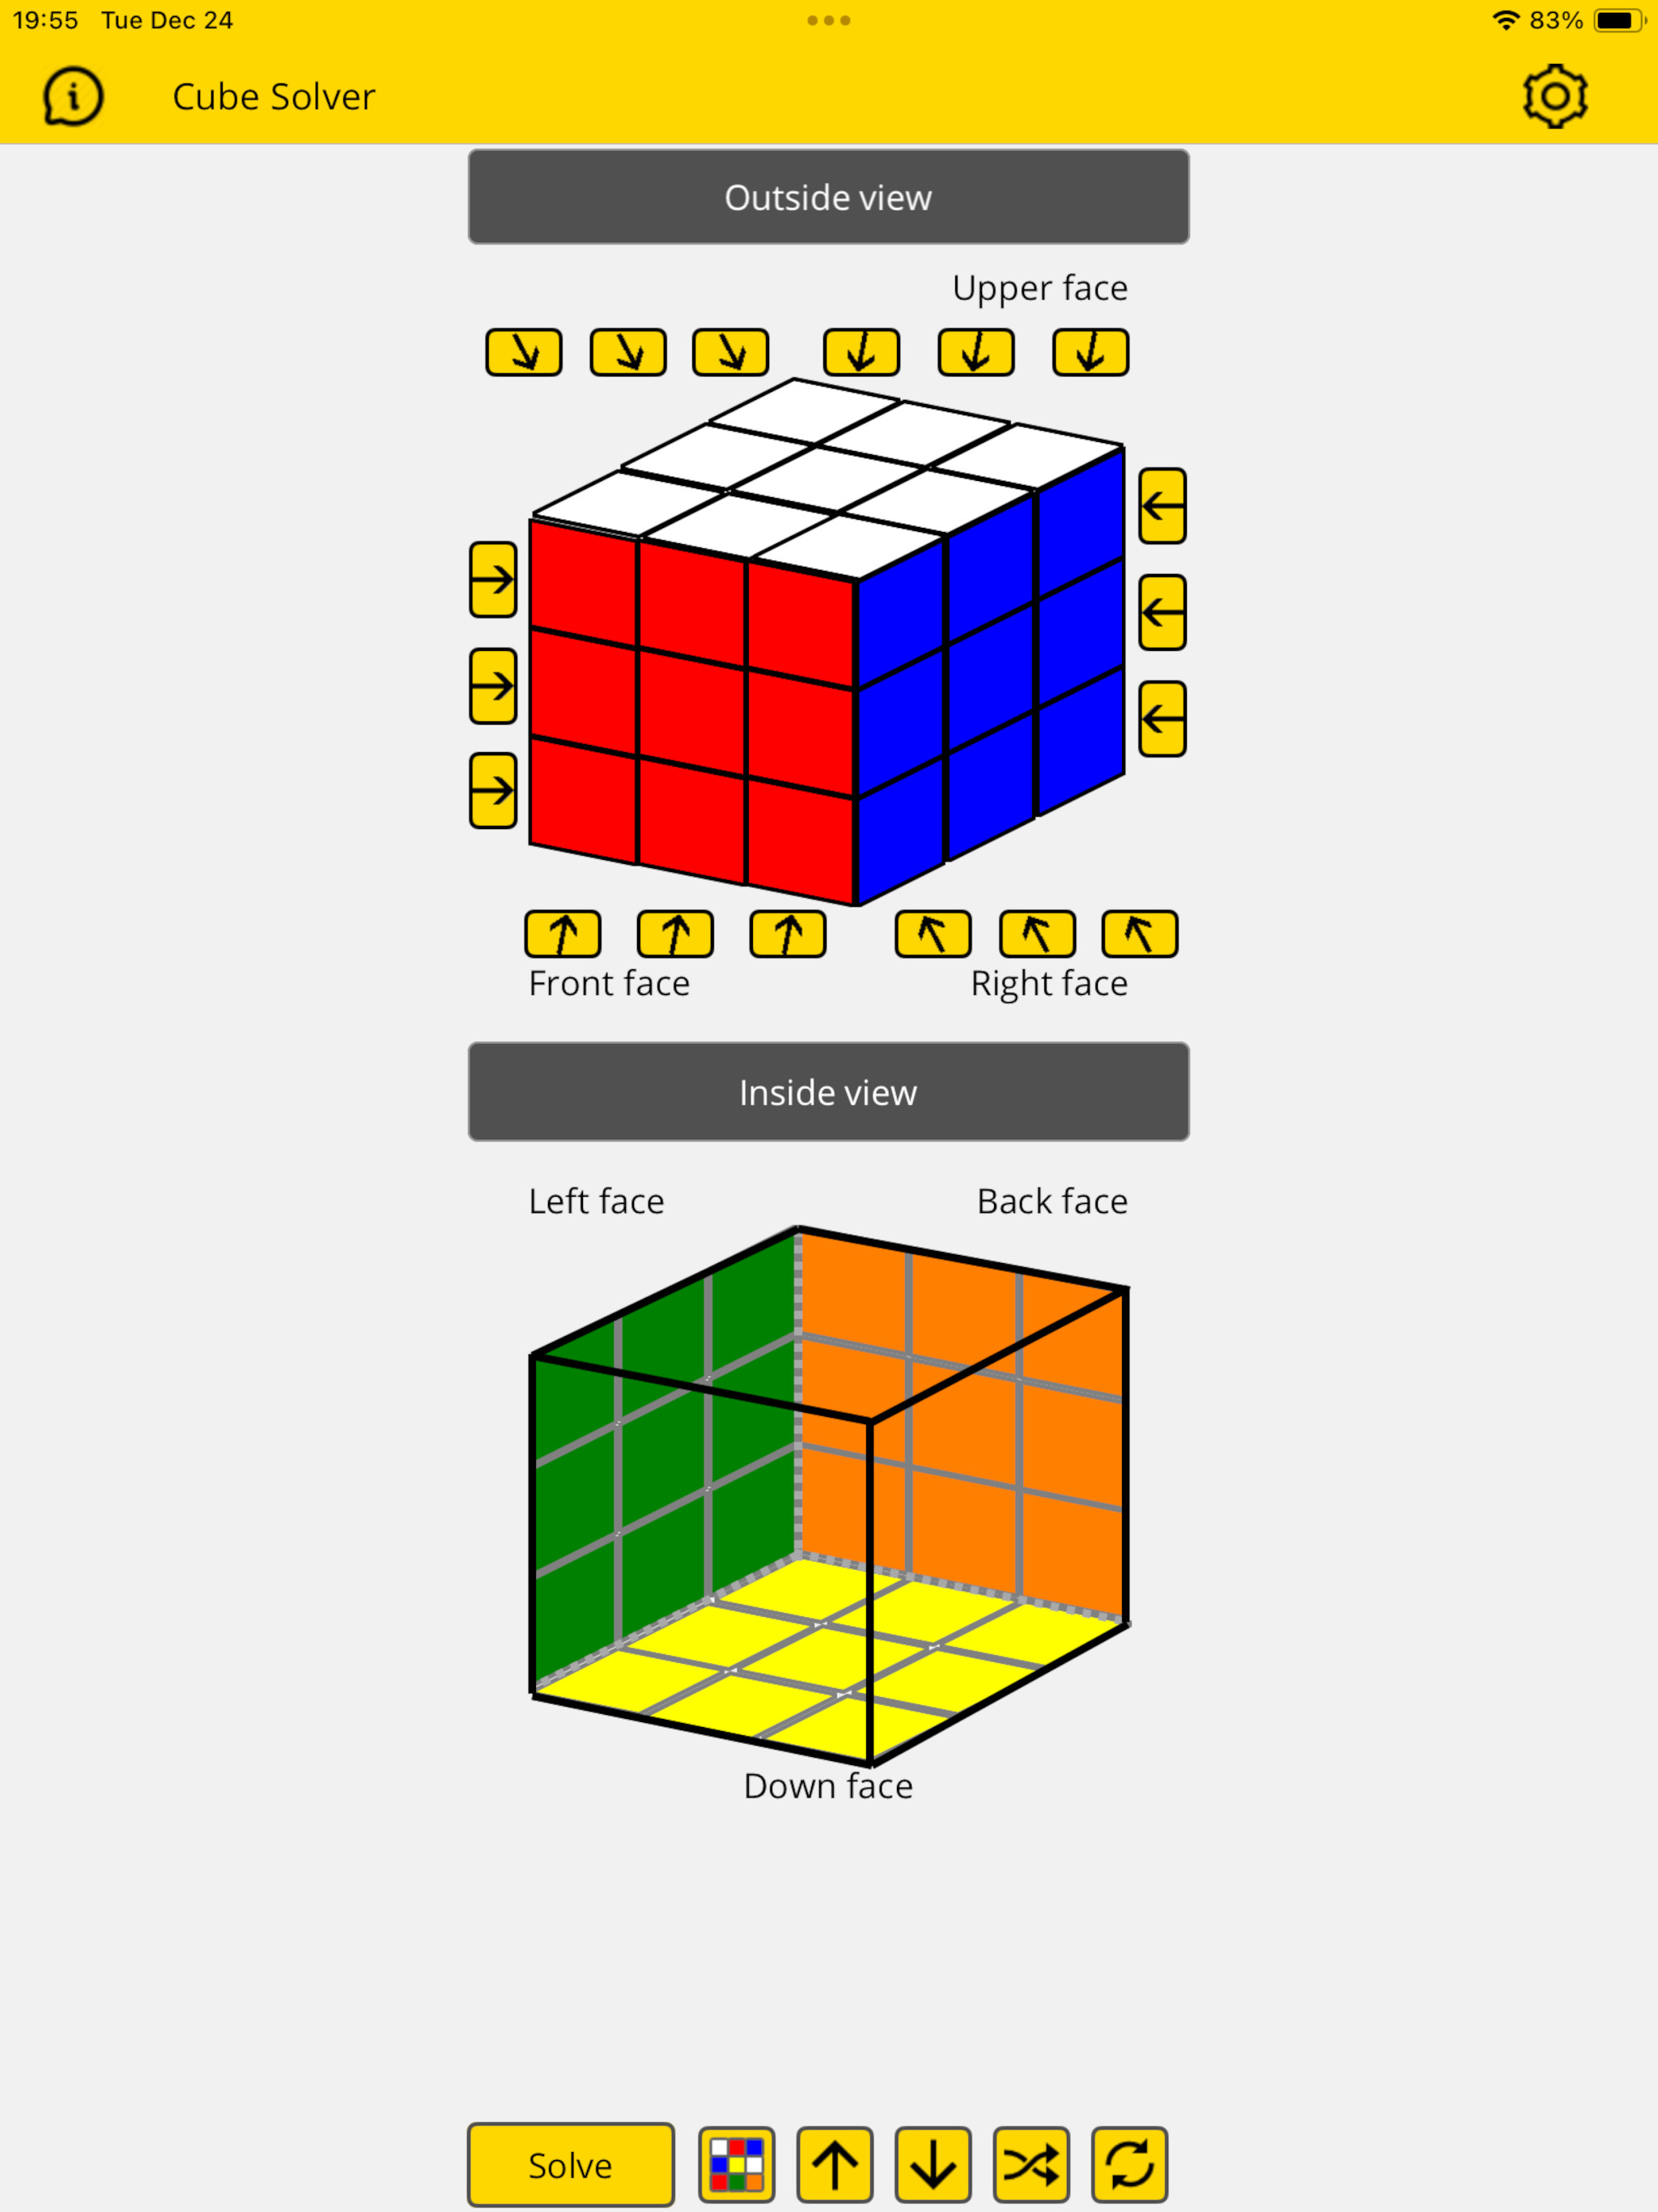 19:55 Tue Dec 24
83%
Cube Solver
Outside view
Upper face
Front face
Right face
Inside view
Left face
Back face
Down face
Solve